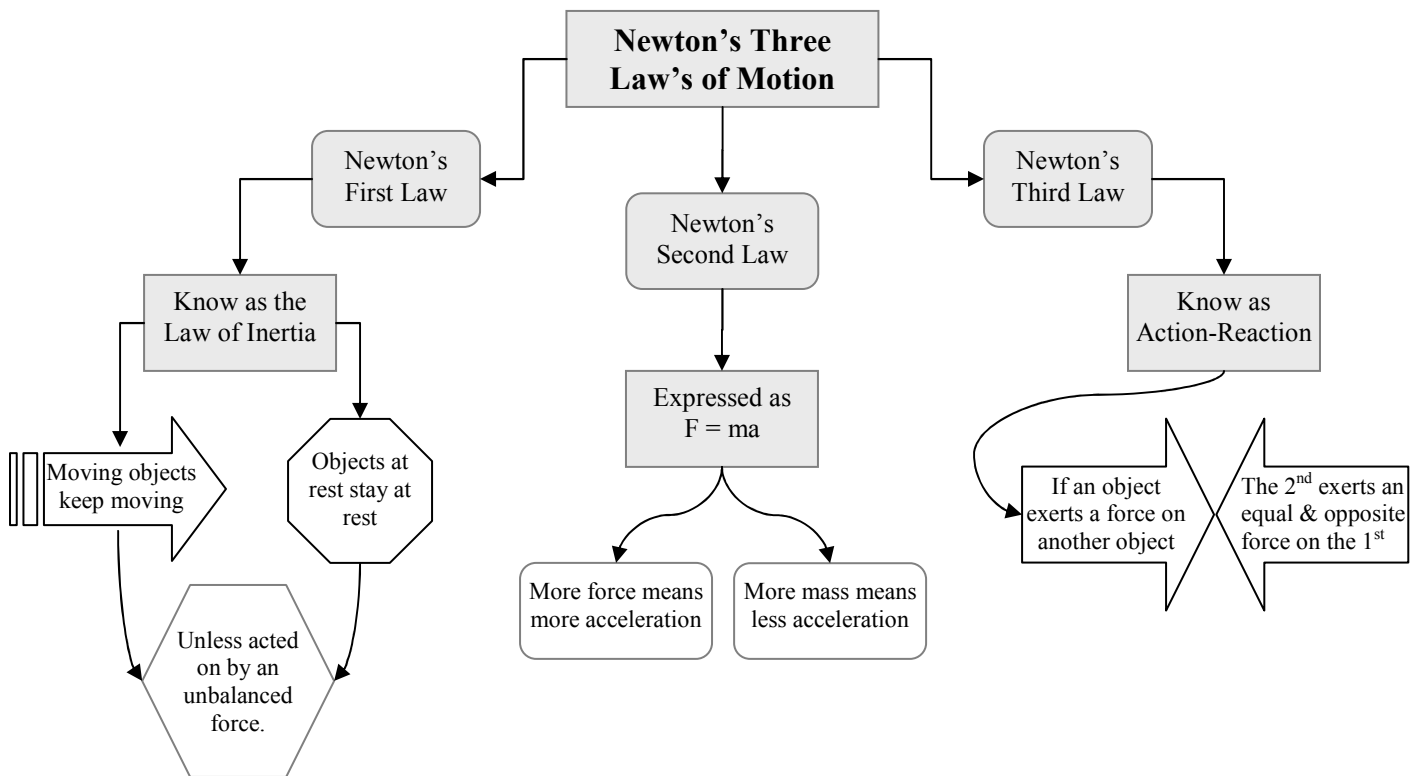 Newton’s Three
Law’s of Motion
Newton’s
First Law
Newton’s
Second Law
Newton’s
Third Law
Know as the
Law of Inertia
Know as
Action-Reaction
Expressed as
F = ma
Moving objects
keep moving
Objects at
rest stay at
rest
If an object
exerts a force on
another object
The 2nd exerts an
equal & opposite
force on the 1st
More force means
more acceleration
More mass means
less acceleration
Unless acted
on by an
unbalanced
force.